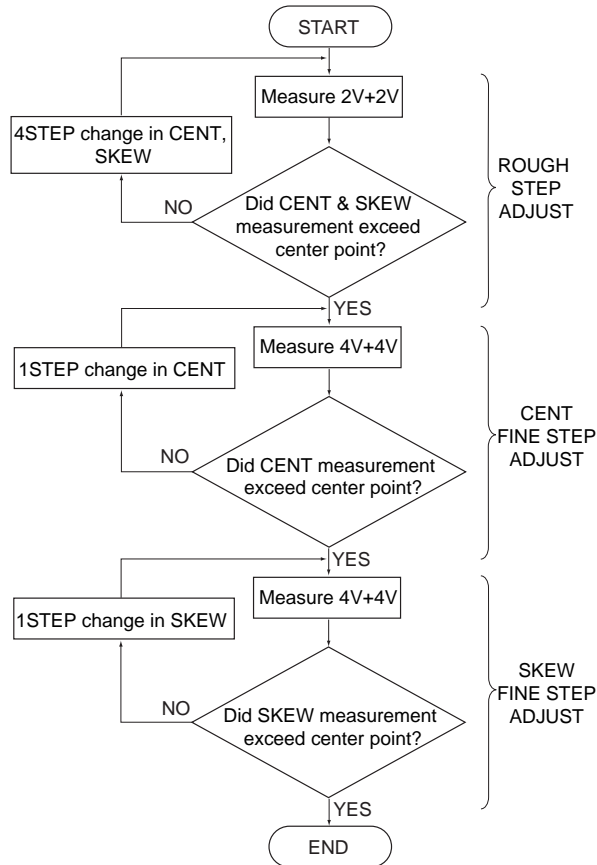 START
Measure 2V+2V
4STEP change in CENT,
SKEW
ROUGH
STEP
ADJUST
NO
Did CENT & SKEW
measurement exceed
center point?
YES
Measure 4V+4V
1STEP change in CENT
CENT
FINE STEP
ADJUST
NO
Did CENT measurement
exceed center point?
YES
Measure 4V+4V
1STEP change in SKEW
SKEW
FINE STEP
ADJUST
NO
Did SKEW measurement
exceed center point?
YES
END